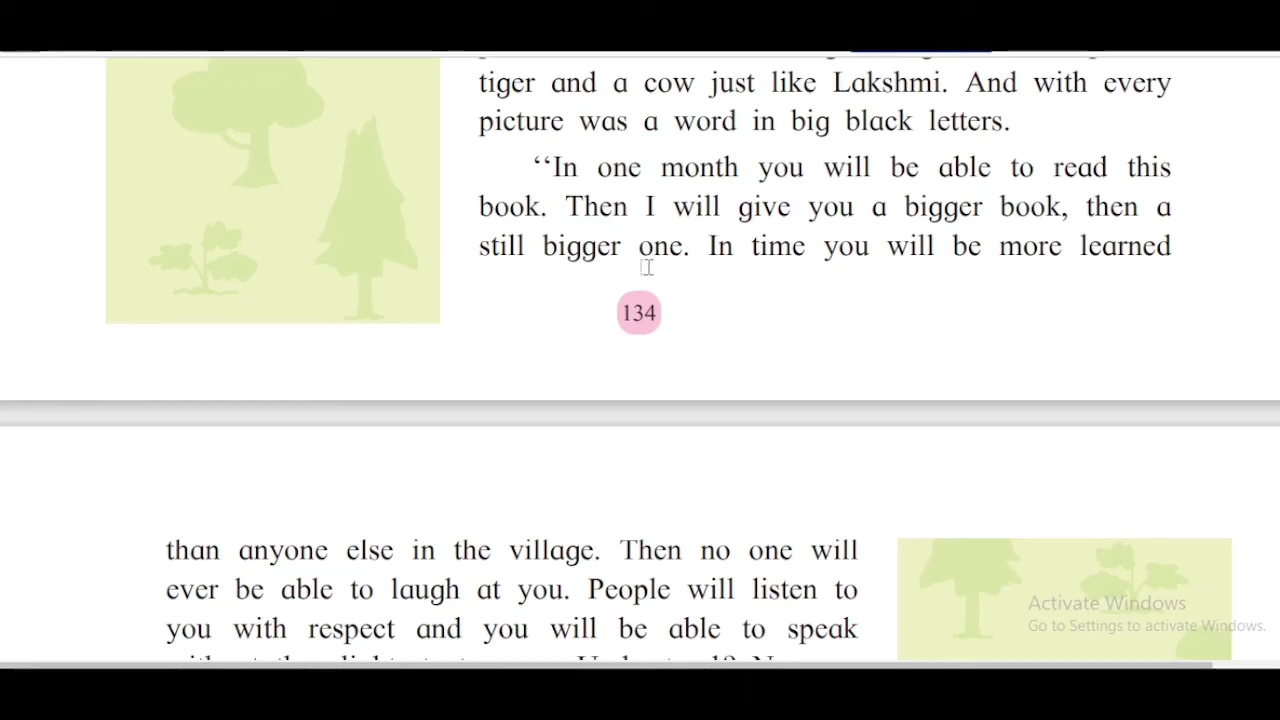 tiger and a cow just like Lakshmi. And with every
picture was a word in big black letters.
‘‘In one month you will be able to read this
book. Then I will give you a bigger book, then a
still bigger one. In time you will be more learned
134
than anyone else in the village. Then no one will
ever be able to laugh at you. People will listen to
you with respect and you will be able to speak
Activate Windows
Go to Settings to activate Windows.